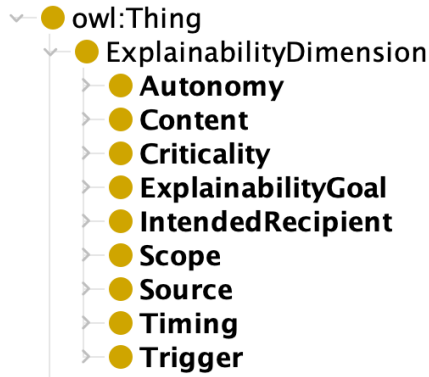 owl:Thing
ExplainabilityDimension
Autonomy
Content
Criticality
ExplainabilityGoal
IntendedRecipient
Scope
Source
Timing
Trigger